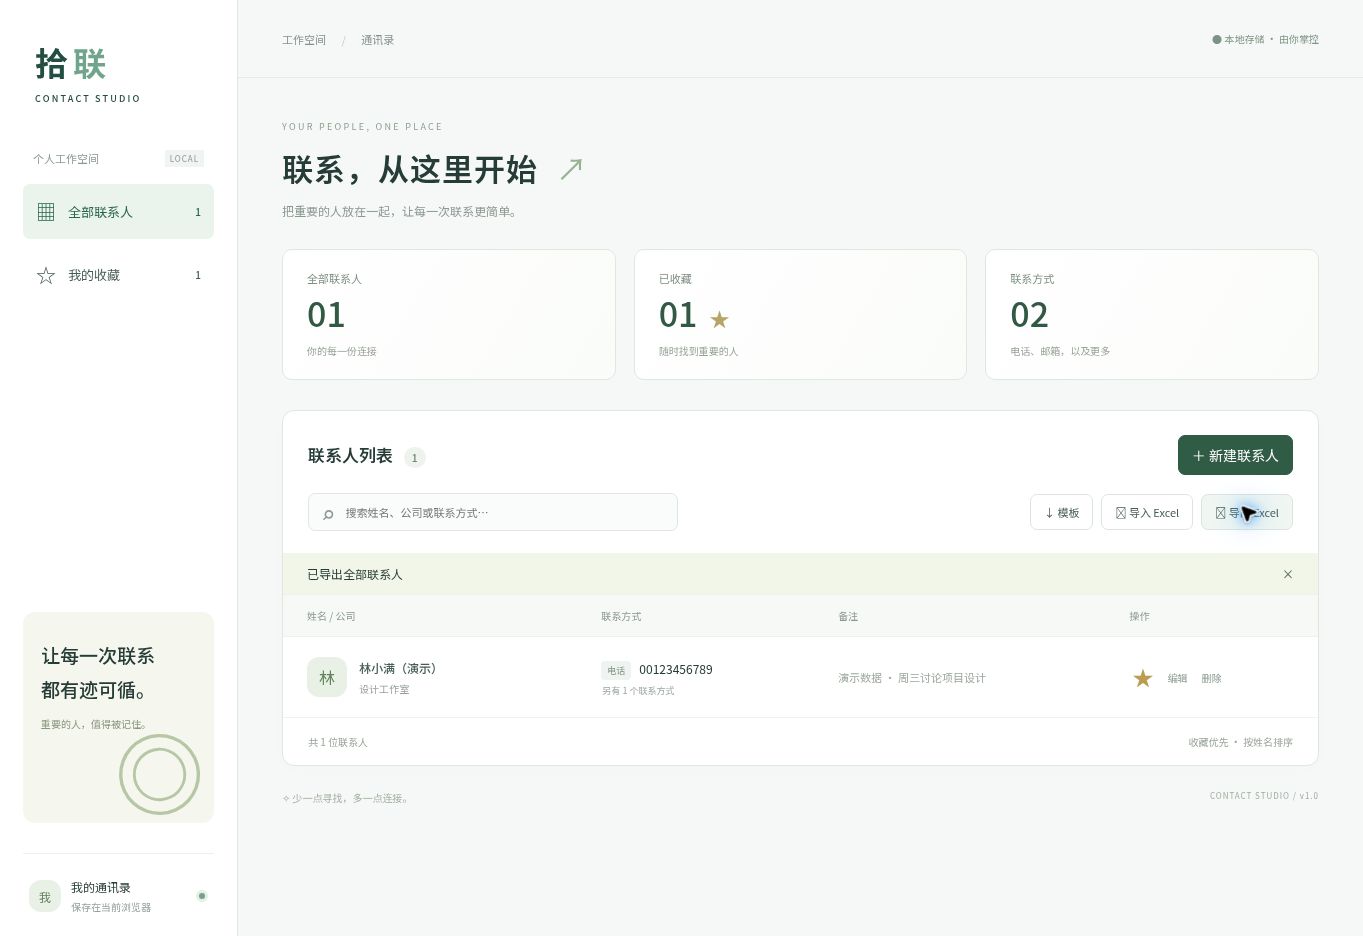 拾联
CONTACT STUDIO
个人工作空间
LOCAL
全部联系人
1
我的收藏
1
让每一次联系
都有迹可循。
重要的人，值得被记住。
我
我的通讯录
保存在当前浏览器
工作空间 / 通讯录
本地存储 · 由你掌控
YOUR PEOPLE, ONE PLACE
联系，从这里开始 ↗
把重要的人放在一起，让每一次联系更简单。
全部联系人
01
你的每一份连接
已收藏
01 ★
随时找到重要的人
联系方式
02
电话、邮箱，以及更多
联系人列表 1
＋ 新建联系人
搜索姓名、公司或联系方式…
↓ 模板
导入 Excel
导 xcel
已导出全部联系人
×
姓名 / 公司
联系方式
备注
操作
林
林小满（演示）
设计工作室
电话 00123456789
另有 1 个联系方式
演示数据 · 周三讨论项目设计
★ 编辑 删除
共 1 位联系人
收藏优先 · 按姓名排序
✧ 少一点寻找，多一点连接。
CONTACT STUDIO / v1.0